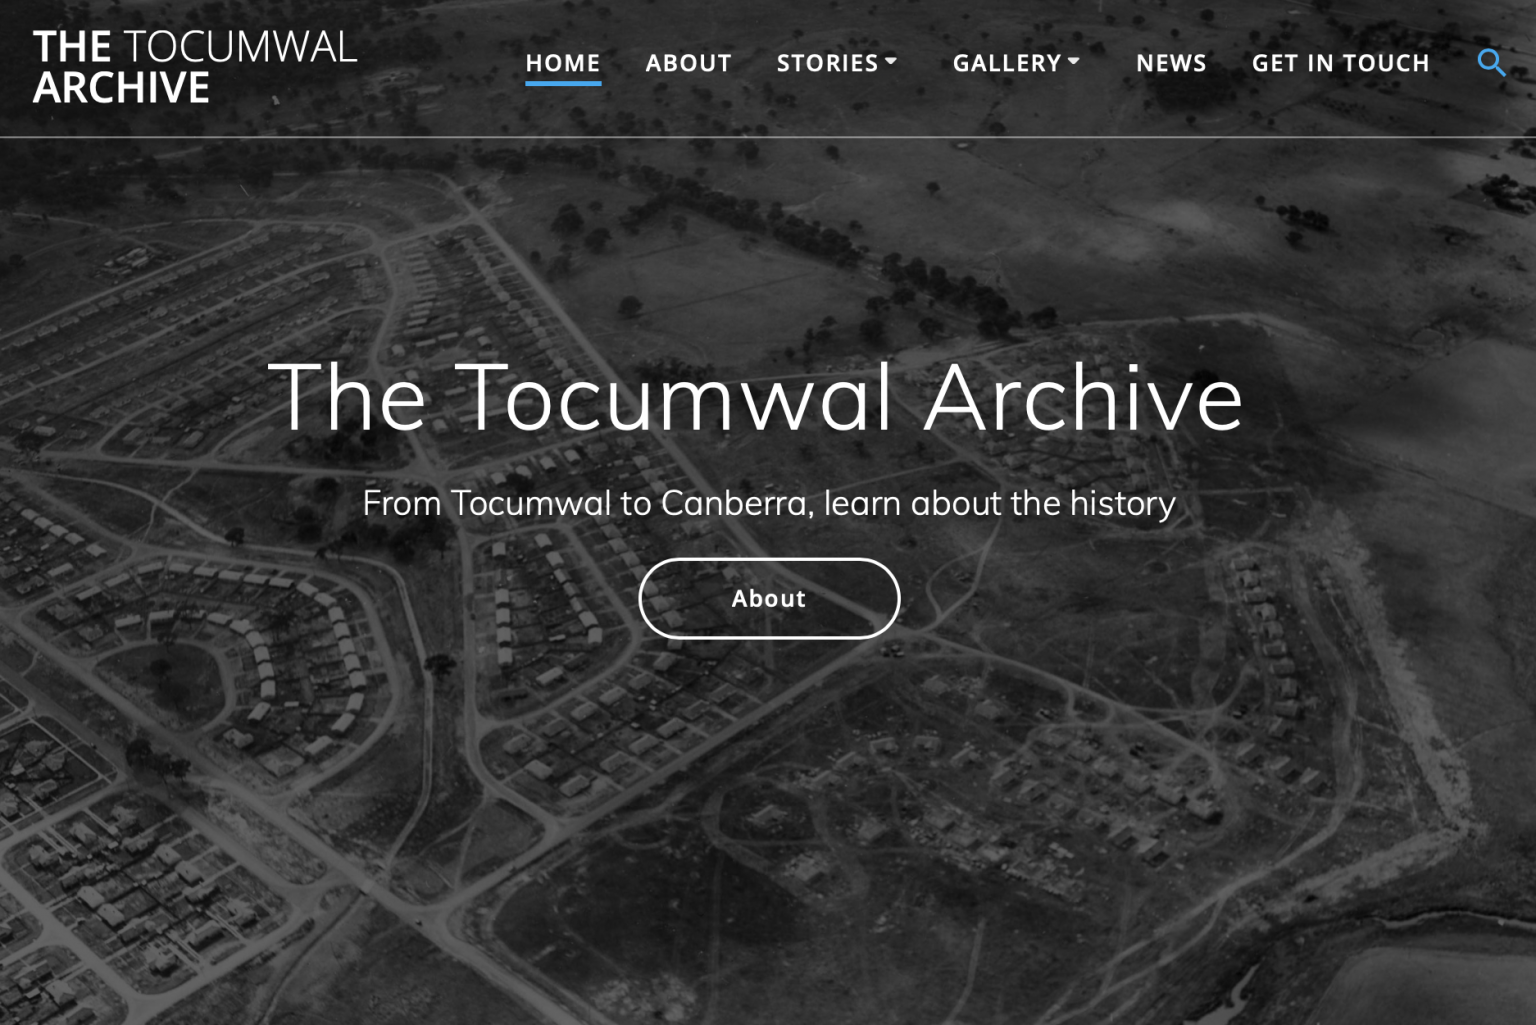 THE TOCUMWAL
ARCHIVE
HOME ABOUT STORIES GALLERY NEWS GET IN TOUCH
The Tocumwal Archive
From Tocumwal to Canberra, learn about the history
About